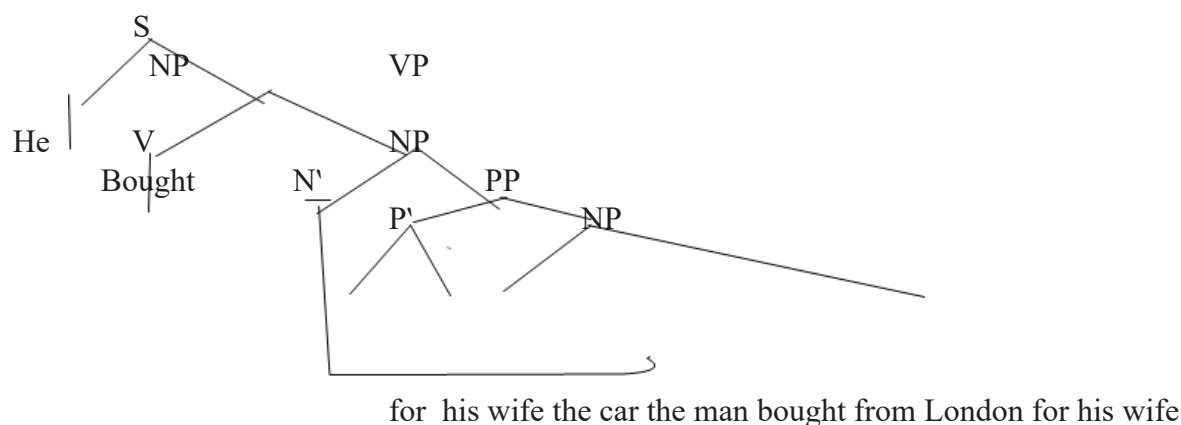 S
NP VP
He V NP
Bought N' PP
P' NP
for his wife the car the man bought from London for his wife